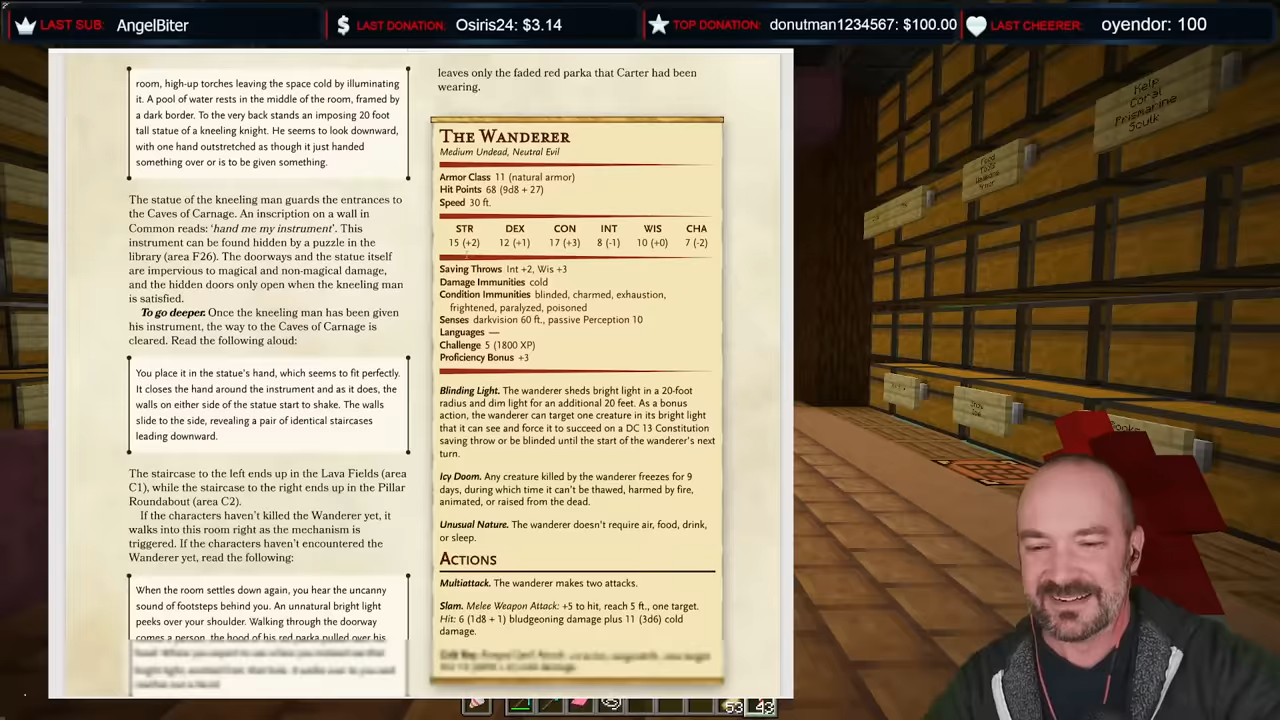 LAST SUB: AngelBiter
LAST DONATION: Osiris24: $3.14
TOP DONATION: donutman1234567: $100.00
LAST CHEERER: oyendor: 100
room, high-up torches leaving the space cold by illuminating
it. A pool of water rests in the middle of the room, framed by
a dark border. To the very back stands an imposing 20 foot
tall statue of a kneeling knight. He seems to look downward,
with one hand outstretched as though it just handed
something over or is to be given something.
The statue of the kneeling man guards the entrances to
the Caves of Carnage. An inscription on a wall in
Common reads: 'hand me my instrument'. This
instrument can be found hidden by a puzzle in the
library (area F26). The doorways and the statue itself
are impervious to magical and non-magical damage,
and the hidden doors only open when the kneeling man
is satisfied.
To go deeper. Once the kneeling man has been given
his instrument, the way to the Caves of Carnage is
cleared. Read the following aloud:
You place it in the statue's hand, which seems to fit perfectly.
It closes the hand around the instrument and as it does, the
walls on either side of the statue start to shake. The walls
slide to the side, revealing a pair of identical staircases
leading downward.
The staircase to the left ends up in the Lava Fields (area
C1), while the staircase to the right ends up in the Pillar
Roundabout (area C2).
If the characters haven't killed the Wanderer yet, it
walks into this room right as the mechanism is
triggered. If the characters haven't encountered the
Wanderer yet, read the following:
When the room settles down again, you hear the uncanny
sound of footsteps behind you. An unnatural bright light
peeks over your shoulder. Walking through the doorway
comes a person, the hood of his red parka pulled over his
leaves only the faded red parka that Carter had been
wearing.
THE WANDERER
Medium Undead, Neutral Evil
Armor Class 11 (natural armor)
Hit Points 68 (9d8 + 27)
Speed 30 ft.
STR DEX CON INT WIS CHA
15 (+2) 12 (+1) 17 (+3) 8 (-1) 10 (+0) 7 (-2)
Saving Throws Int +2, Wis +3
Damage Immunities cold
Condition Immunities blinded, charmed, exhaustion,
frightened, paralyzed, poisoned
Senses darkvision 60 ft., passive Perception 10
Languages —
Challenge 5 (1800 XP)
Proficiency Bonus +3
Blinding Light. The wanderer sheds bright light in a 20-foot
radius and dim light for an additional 20 feet. As a bonus
action, the wanderer can target one creature in its bright light
that it can see and force it to succeed on a DC 13 Constitution
saving throw or be blinded until the start of the wanderer's next
turn.
Icy Doom. Any creature killed by the wanderer freezes for 9
days, during which time it can't be thawed, harmed by fire,
animated, or raised from the dead.
Unusual Nature. The wanderer doesn't require air, food, drink,
or sleep.
ACTIONS
Multiattack. The wanderer makes two attacks.
Slam. Melee Weapon Attack: +5 to hit, reach 5 ft., one target.
Hit: 6 (1d8 + 1) bludgeoning damage plus 11 (3d6) cold
damage.
Kelp
Coral
Prismarine
Sculk
53 43